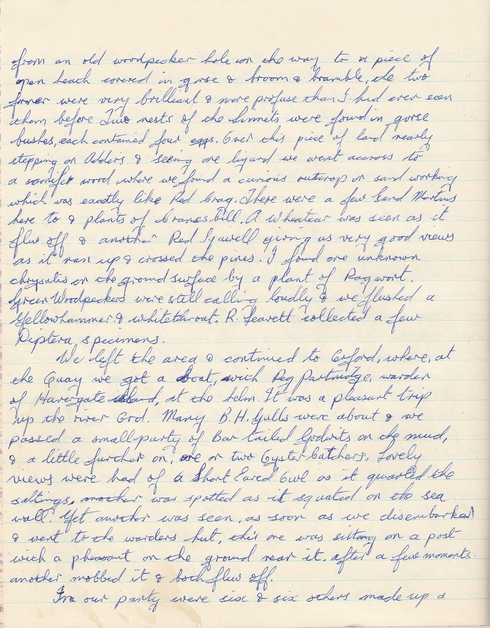 from an old woodpecker hole on the way to a piece of
open heath covered in gorse & broom & bramble, the two
former were very brilliant & more profuse than I had ever seen
them before. Two nests of the Linnets were found in gorse
bushes, each contained four eggs. Over this piece of land nearly
stepping on Adders & seeing one lizard we went accross to
a conifer wood, where we found a curious outcrop or sand working
which was exactly like Red Crag. There were a few Sand Martins
here to & plants of cranesbill. A Wheatear was seen as it
flew off & another Red Squirell giving us very good views
as it ran up & crossed the pines. I found one unknown
chrysalis on the ground surface by a plant of Ragwort.
Green Woodpeckers were still calling loudly & we flushed a
Yellowhammer & whitethroat. R. collected a few
Diptera, specimens.
We left the area & continued to Orford, where, at
the Quay we got a boat, with Reg Partridge, warder
of Havergate island, at the helm. It was a pleasant trip
up the river Ord. Many B.H. Gulls were about & we
passed a small party of Bar tailed Godwits on the mud,
& a little further on, one or two Oyster Catchers. Lovely
views were had of a Short Eared Owl as it quartled the
saltings, another was spotted as it squated on the sea
wall. Yet another was seen, as soon as we disembarked
& went to the warders hut, this one was sitting on a post
with a pheasant on the ground near it, after a few moments
another mobbed it & both flew off.
In our party were six & six others made up a